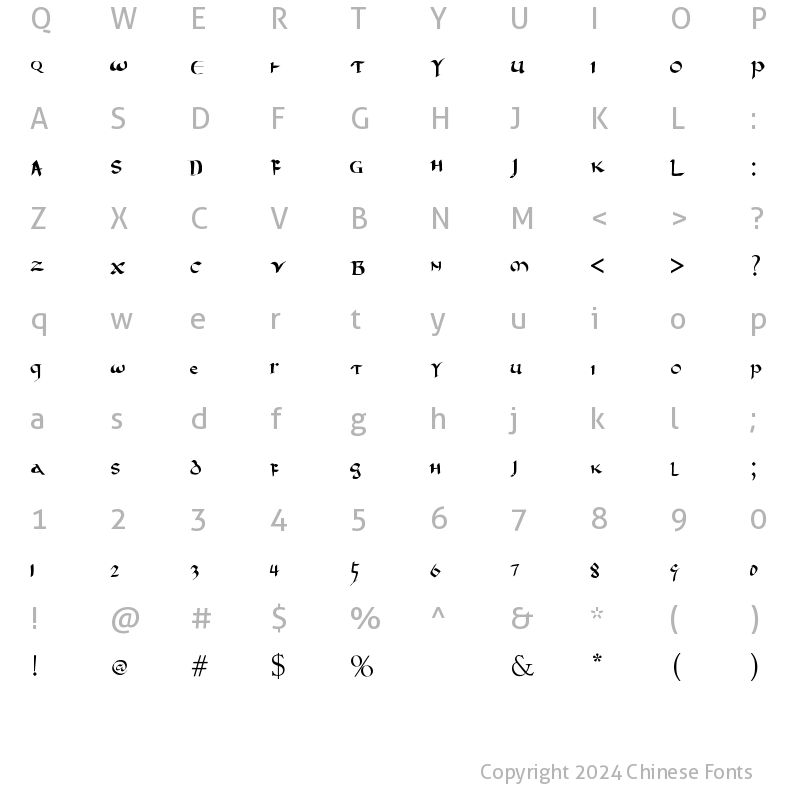 Q W E R T Y U I O P
Q W E R T Y U I O P
A S D F G H J K L :
A S D F G H J K L :
Z X C V B N M < > ?
Z X C V B N M < > ?
q w e r t y u i o p
q w e r t y u i o p
a s d f g h j k l ;
a s d f g h j k l ;
1 2 3 4 5 6 7 8 9 0
1 2 3 4 5 6 7 8 9 0
! @ # $ % ^ & * ( )
! @ # $ % & * ( )
Copyright 2024 Chinese Fonts